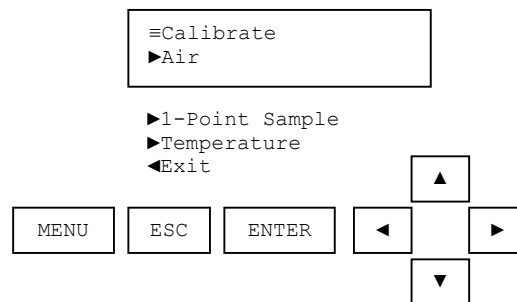 ≡Calibrate
►Air
►1-Point Sample
►Temperature
◄Exit
▲
MENU ESC ENTER ◄ ►
▼